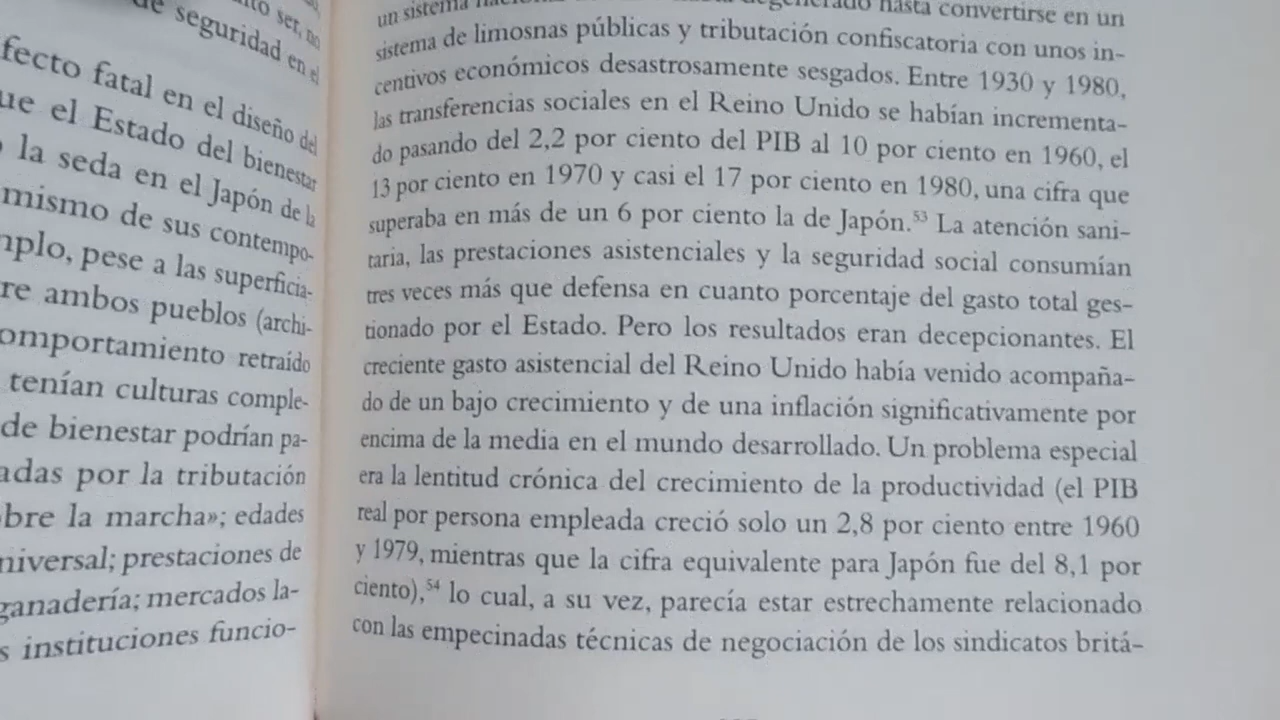 to ser, no
de seguridad en el
fecto fatal en el diseño del
ue el Estado del bienestar
la seda en el Japón de la
mismo de sus contempo-
mplo, pese a las superficia-
re ambos pueblos (archi-
omportamiento retraído
tenían culturas comple-
de bienestar podrían pa-
adas por la tributación
obre la marcha»; edades
niversal; prestaciones de
ganadería; mercados la-
s instituciones funcio-
un sistema hasta convertirse en un
sistema de limosnas públicas y tributación confiscatoria con unos in-
centivos económicos desastrosamente sesgados. Entre 1930 y 1980,
las transferencias sociales en el Reino Unido se habían incrementa-
do pasando del 2,2 por ciento del PIB al 10 por ciento en 1960, el
13 por ciento en 1970 y casi el 17 por ciento en 1980, una cifra que
superaba en más de un 6 por ciento la de Japón.53 La atención sani-
taria, las prestaciones asistenciales y la seguridad social consumían
tres veces más que defensa en cuanto porcentaje del gasto total ges-
tionado por el Estado. Pero los resultados eran decepcionantes. El
creciente gasto asistencial del Reino Unido había venido acompaña-
do de un bajo crecimiento y de una inflación significativamente por
encima de la media en el mundo desarrollado. Un problema especial
era la lentitud crónica del crecimiento de la productividad (el PIB
real por persona empleada creció solo un 2,8 por ciento entre 1960
y 1979, mientras que la cifra equivalente para Japón fue del 8,1 por
ciento),54 lo cual, a su vez, parecía estar estrechamente relacionado
con las empecinadas técnicas de negociación de los sindicatos britá-